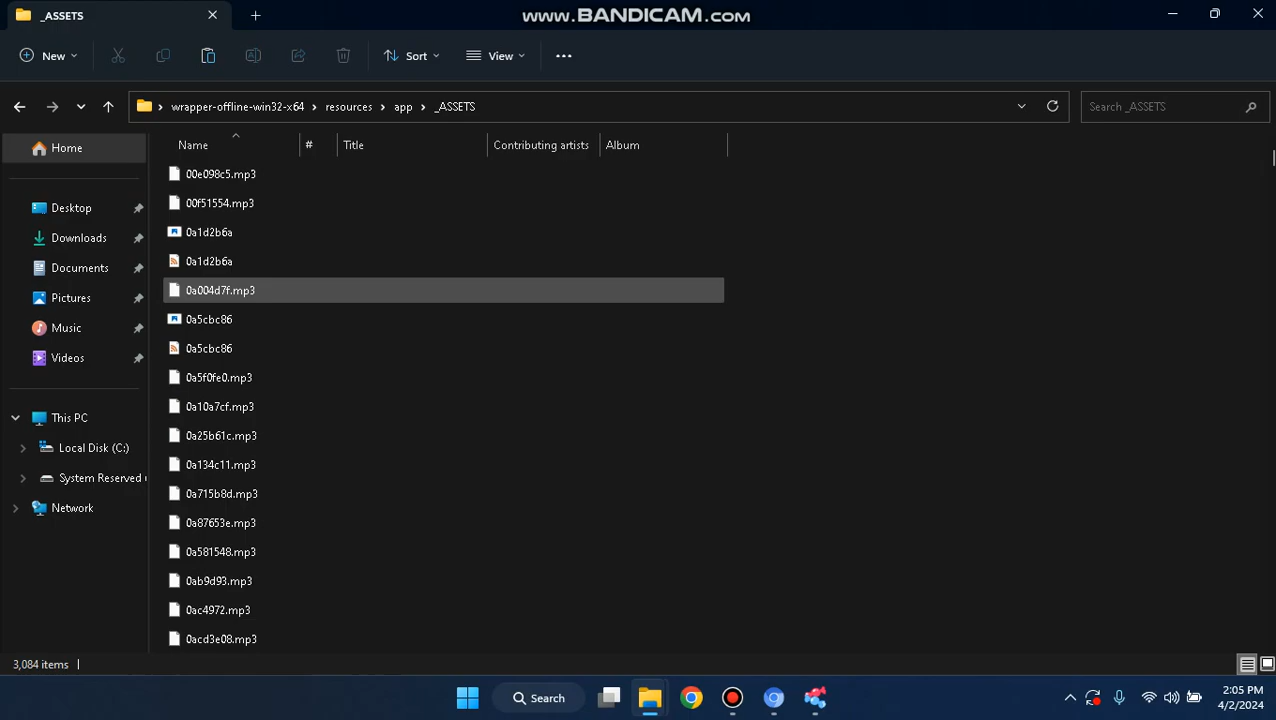 _ASSETS
www.BANDICAM.com
New
Sort
View
wrapper-offline-win32-x64 > resources > app > _ASSETS
Search _ASSETS
Home
Name
#
Title
Contributing artists
Album
Desktop
Downloads
Documents
Pictures
Music
Videos
This PC
Local Disk (C:)
System Reserved
Network
00e098c5.mp3
00f51554.mp3
0a1d2b6a
0a1d2b6a
0a004d7f.mp3
0a5cbc86
0a5cbc86
0a5f0fe0.mp3
0a10a7cf.mp3
0a25b61c.mp3
0a134c11.mp3
0a715b8d.mp3
0a87653e.mp3
0a581548.mp3
0ab9d93.mp3
0ac4972.mp3
0acd3e08.mp3
3,084 items
Search
2:05 PM
4/2/2024